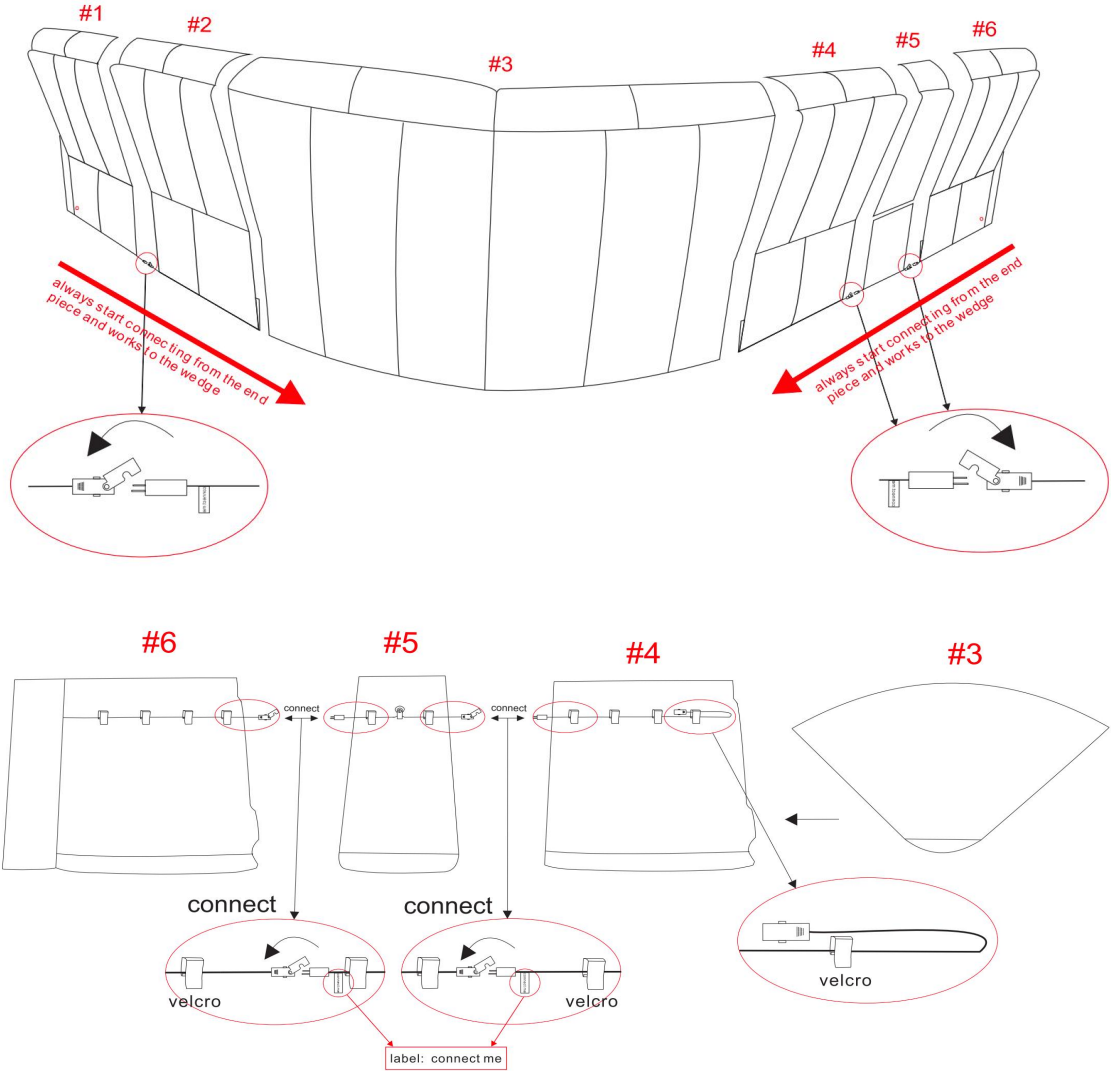 #1
#2
#3
#4
#5
#6
always start connecting from the end
piece and works to the wedge
always start connecting from the end
piece and works to the wedge
#6
#5
#4
#3
connect
connect
connect
connect
velcro
velcro
velcro
label: connect me